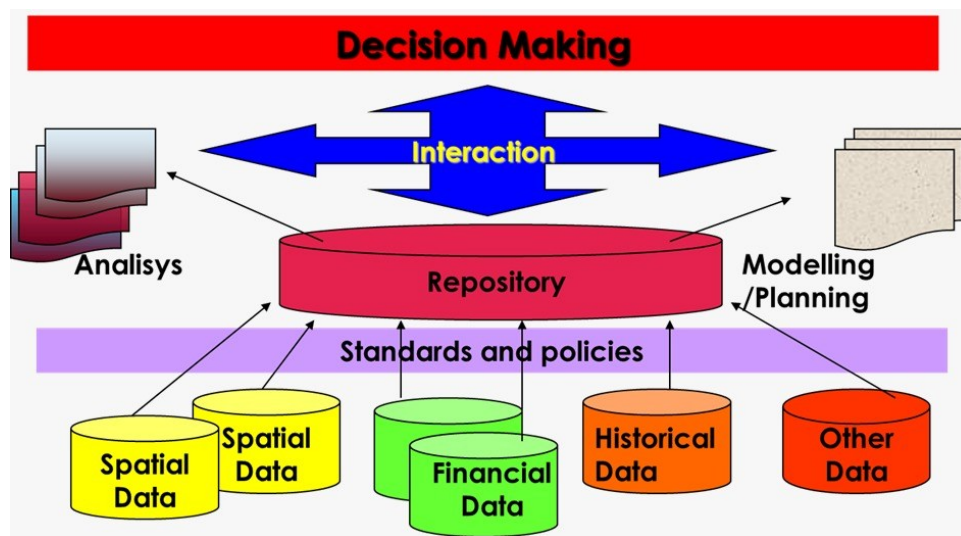 Decision Making
Interaction
Analisys
Repository
Modelling
/Planning
Standards and policies
Spatial
Data
Spatial
Data
Financial
Data
Historical
Data
Other
Data